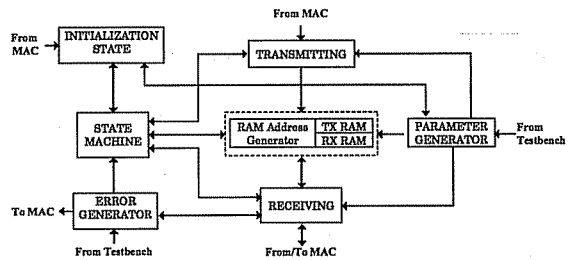 From MAC
From
MAC
INITIALIZATION
STATE
TRANSMITTING
STATE
MACHINE
RAM Address
Generator
TX RAM
RX RAM
PARAMETER
GENERATOR
From
Testbench
To MAC
ERROR
GENERATOR
RECEIVING
From Testbench
From/To MAC